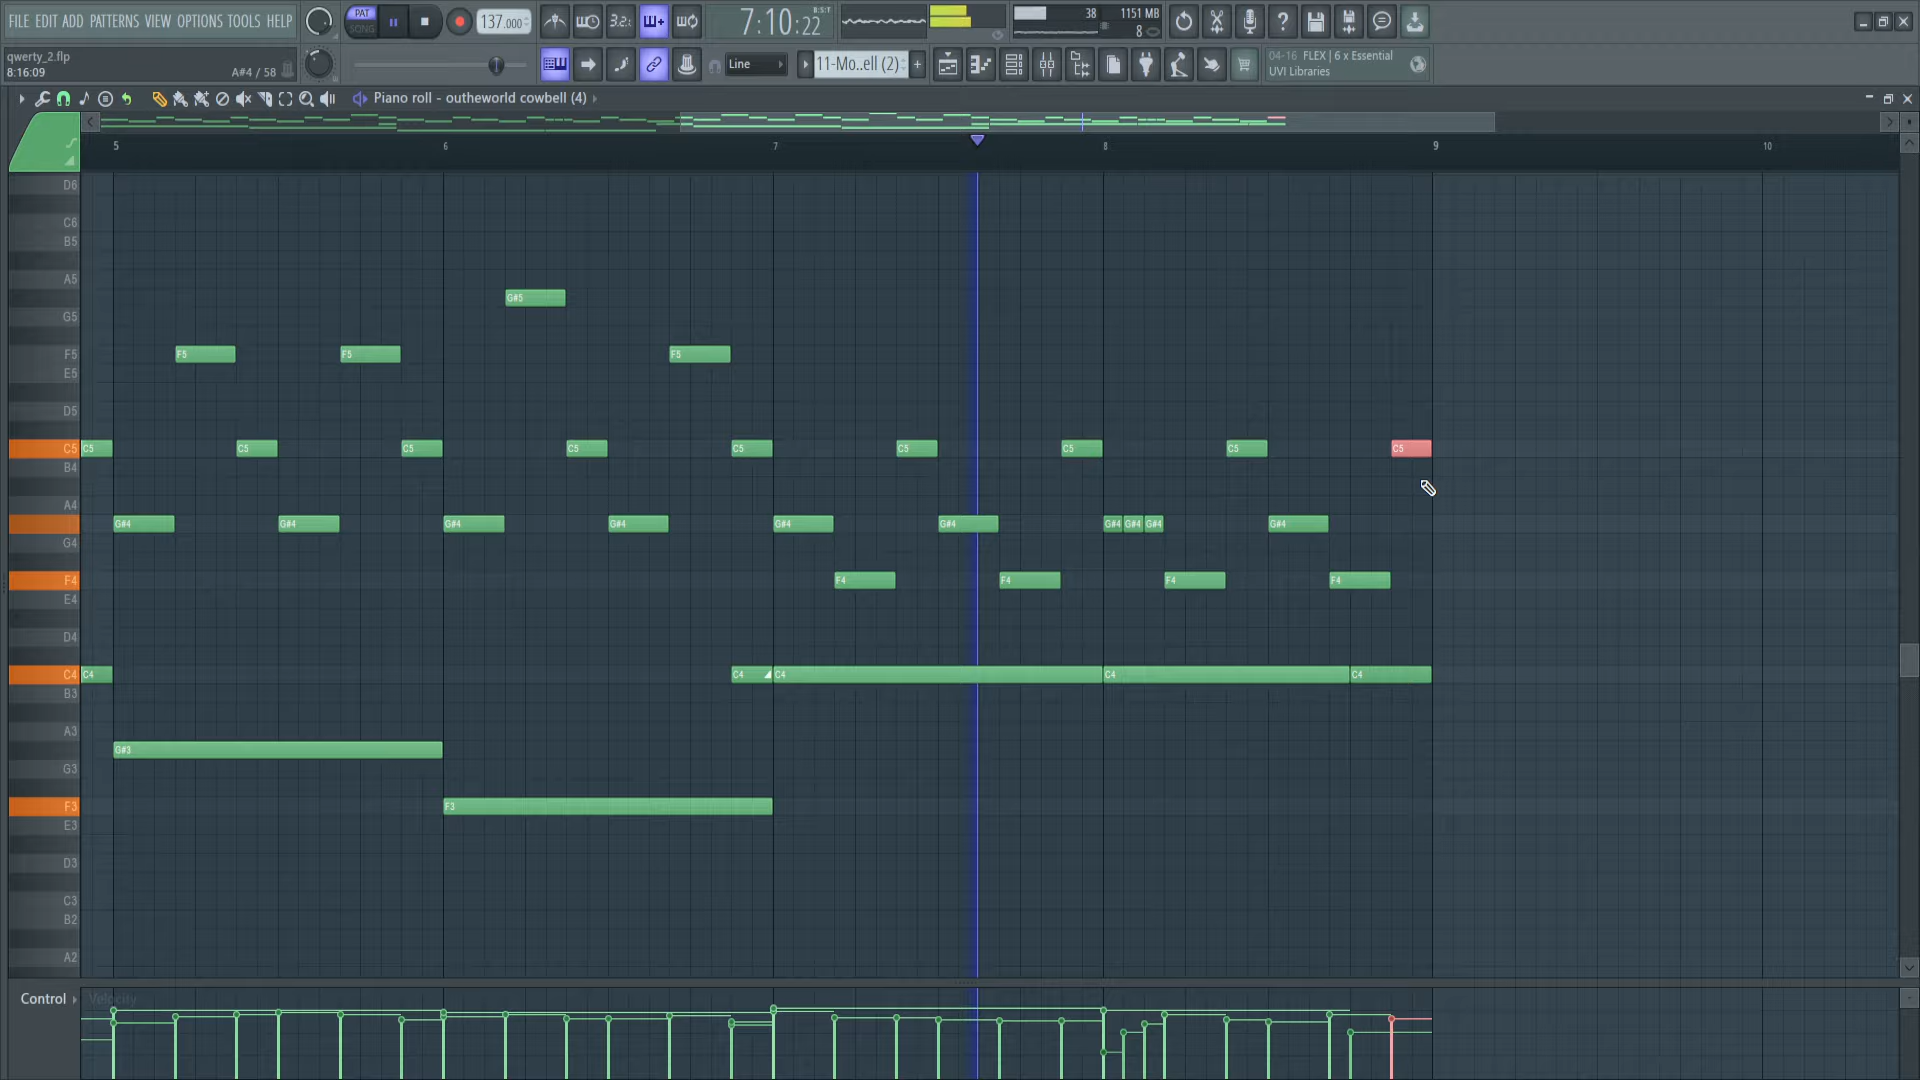 FILE EDIT ADD PATTERNS VIEW OPTIONS TOOLS HELP
PAT
SONG
137.000
3.2.
7:10:22
B:S:T
38
1151 MB
8
qwerty_2.flp
8:16:09
A#4 / 58
Line
11-Mo..ell (2)
04-16 FLEX | 6 x Essential
UVI Libraries
Piano roll - outheworld cowbell (4)
5 6 7 8 9 10
D6
C6
B5
A5
G#5
G5
F5 F5 F5 F5
E5
D5
C5 C5 C5 C5 C5 C5 C5 C5 C5 C5
B4
A4
G#4 G#4 G#4 G#4 G#4 G#4 G#4 G#4 G#4 G#4
G4
F4 F4 F4 F4 F4
E4
D4
C4 C4 C4 C4 C4 C4
B3
A3
G#3
G3
F3 F3
E3
D3
C3
B2
A2
Control Velocity